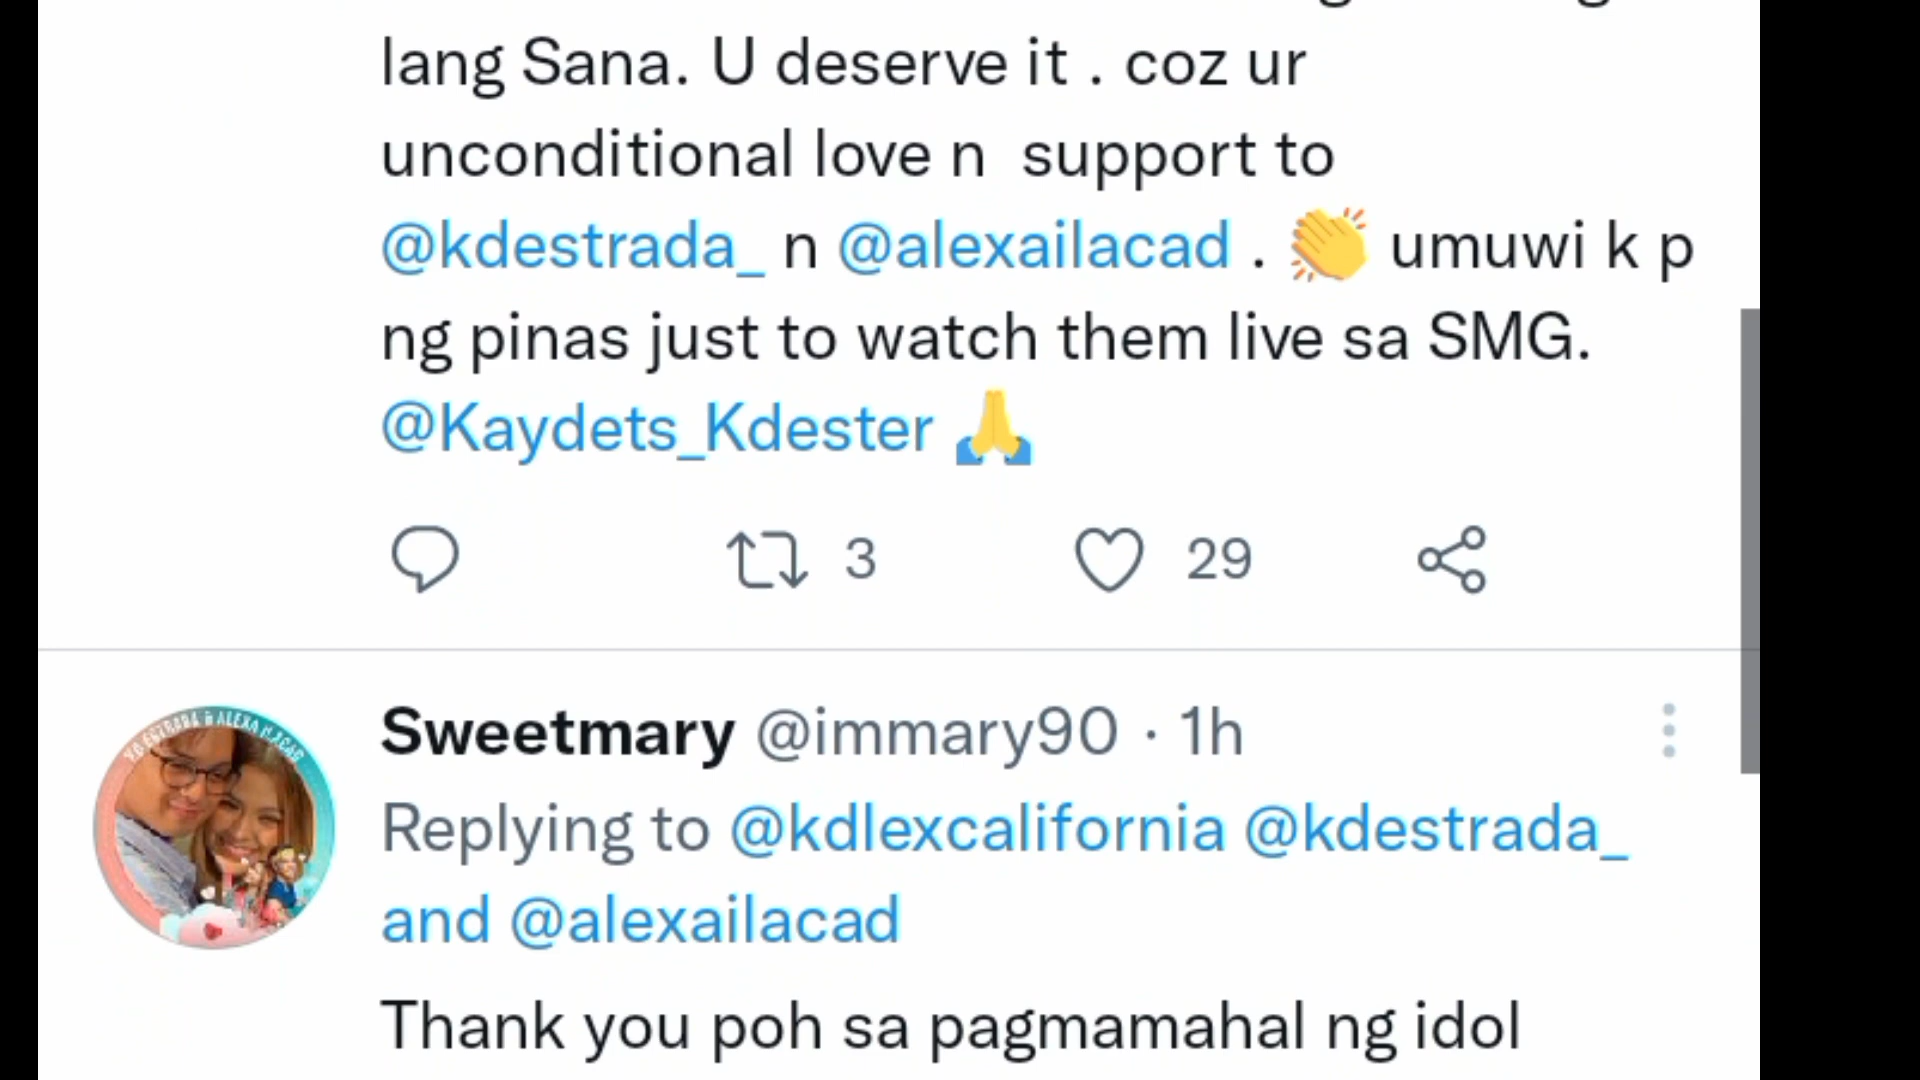 lang Sana. U deserve it . coz ur
unconditional love n  support to
@kdestrada_ n @alexailacad . 👏 umuwi k p
ng pinas just to watch them live sa SMG.
@Kaydets_Kdester 🙏
3 29
Sweetmary @immary90 · 1h
Replying to @kdlexcalifornia @kdestrada_
and @alexailacad
Thank you poh sa pagmamahal ng idol